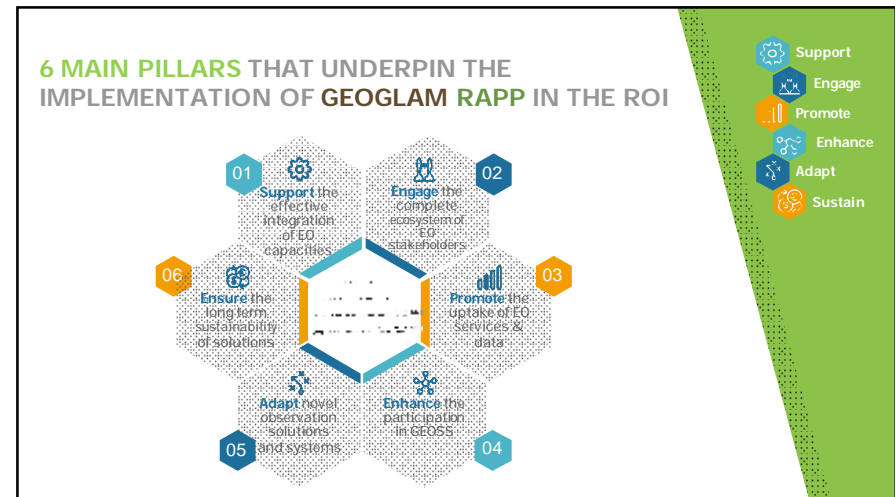 6 MAIN PILLARS THAT UNDERPIN THE
IMPLEMENTATION OF GEOGLAM RAPP IN THE ROI
01
Support the
effective
integration
of EO
capacities
02
Engage the
complete
ecosystem of
EO
stakeholders
03
Promote the
uptake of EO
services &
data
04
Enhance the
participation
in GEOSS
05
Adapt novel
observation
solutions
and systems
06
Ensure the
long term
sustainability
of solutions
Support
Engage
Promote
Enhance
Adapt
Sustain